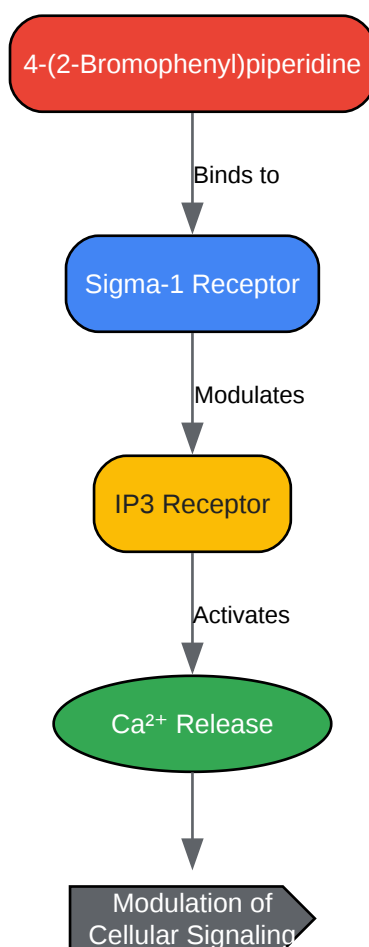 4-(2-Bromophenyl)piperidine
Binds to
Sigma-1 Receptor
Modulates
IP3 Receptor
Activates
Ca²⁺ Release
Modulation of
Cellular Signaling